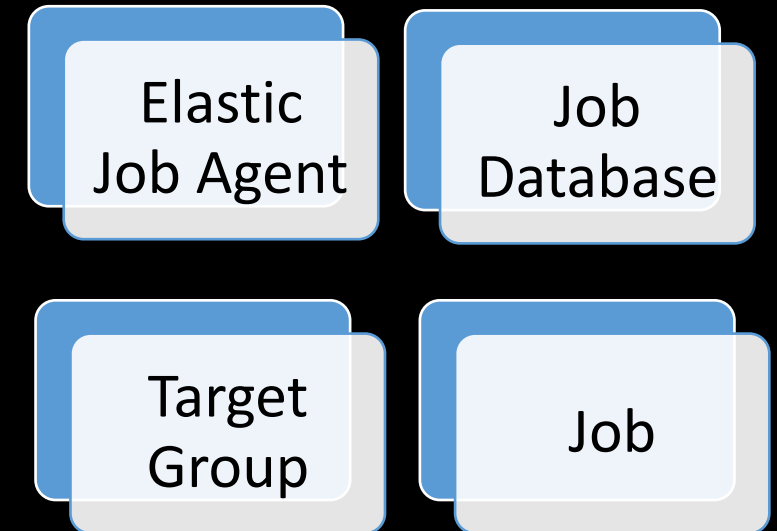 Elastic
Job Agent
Job
Database
Target
Group
Job